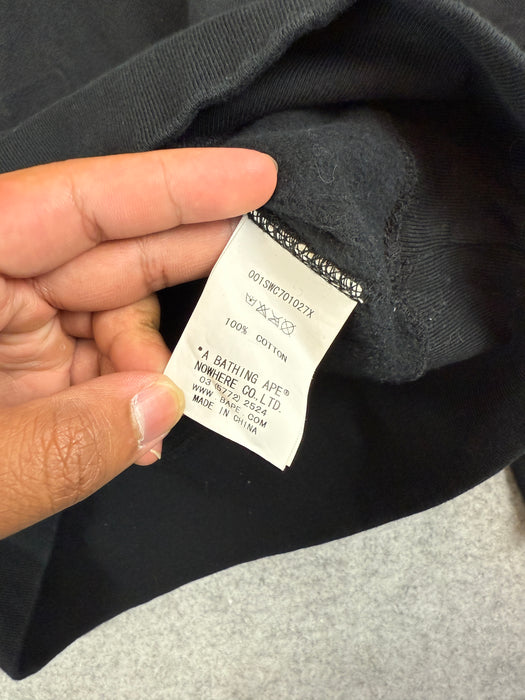 001SWC701027X
100% COTTON
*A BATHING APE®
NOWHERE CO.LTD.
03 (5772) 2524
WWW BAPE.COM
MADE IN CHINA